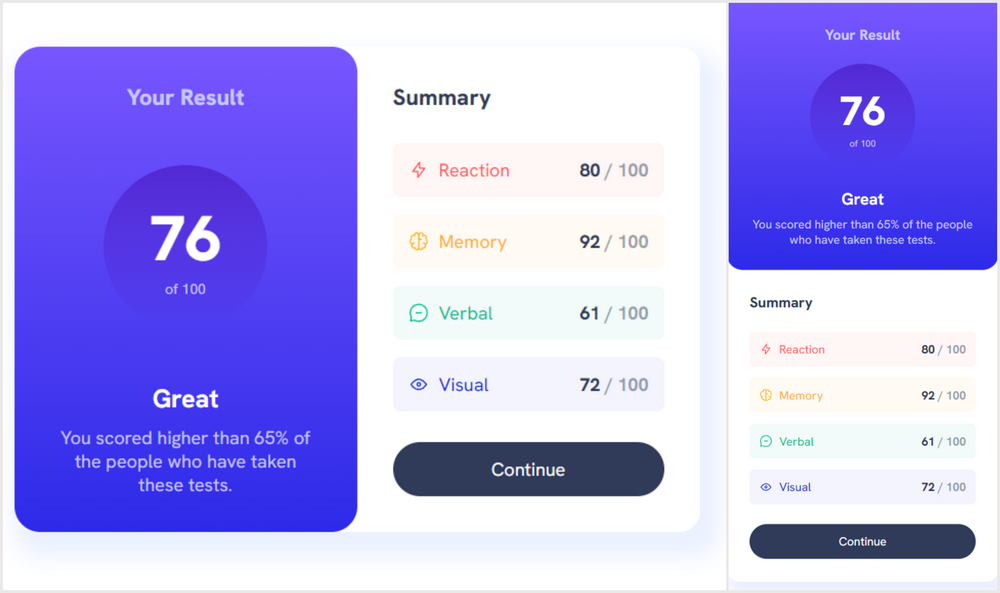 Your Result
76
of 100
Great
You scored higher than 65% of
the people who have taken
these tests.
Summary
Reaction 80 / 100
Memory 92 / 100
Verbal 61 / 100
Visual 72 / 100
Continue
Your Result
76
of 100
Great
You scored higher than 65% of the people
who have taken these tests.
Summary
Reaction 80 / 100
Memory 92 / 100
Verbal 61 / 100
Visual 72 / 100
Continue